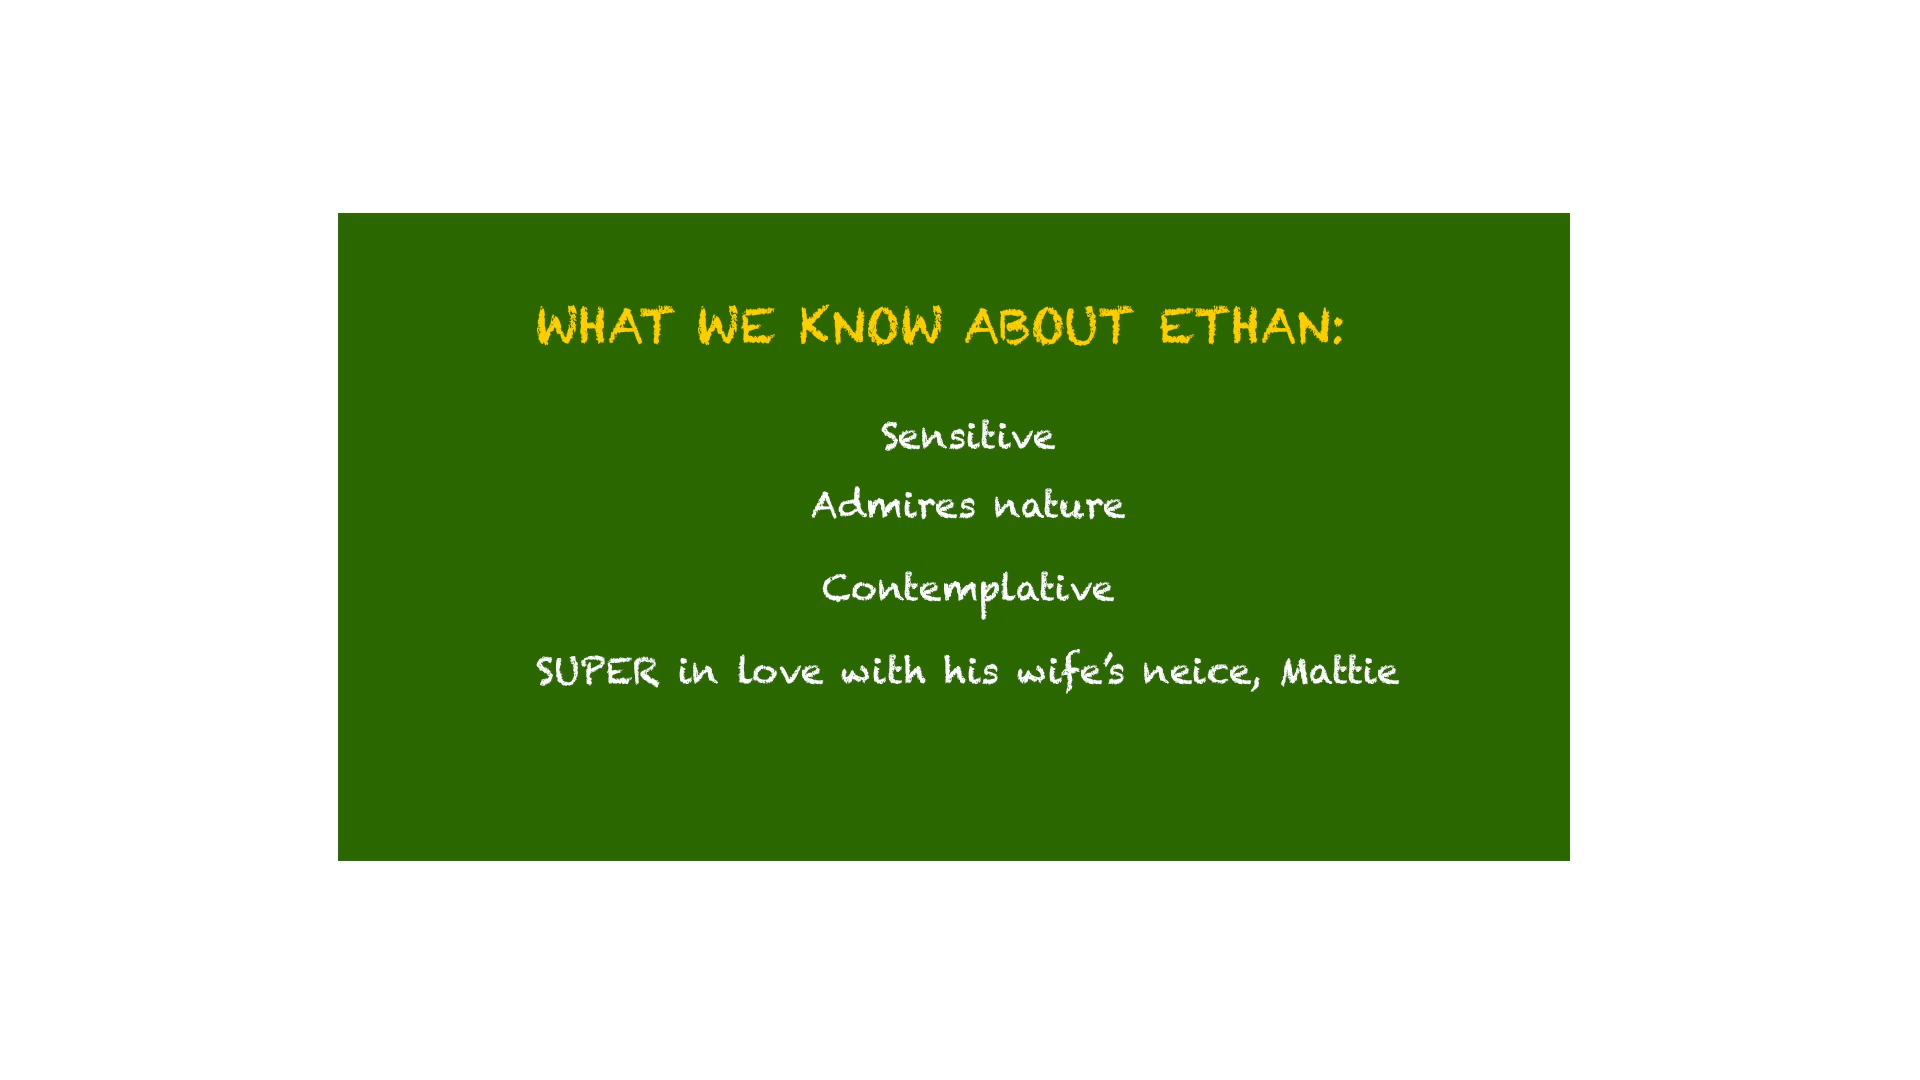 WHAT WE KNOW ABOUT ETHAN:
Sensitive
Admires nature
Contemplative
SUPER in love with his wife's neice, Mattie